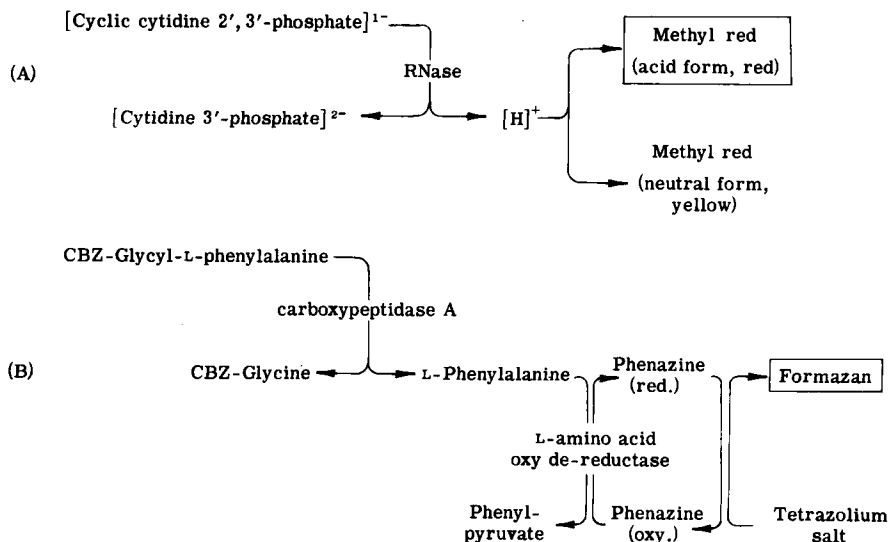 [Cyclic cytidine 2′, 3′-phosphate]¹⁻
(A)
RNase
[Cytidine 3′-phosphate]²⁻
[H]⁺
Methyl red
(acid form, red)
Methyl red
(neutral form,
yellow)
CBZ-Glycyl-L-phenylalanine
carboxypeptidase A
(B)
CBZ-Glycine
L-Phenylalanine
Phenazine
(red.)
Formazan
L-amino acid
oxy de-reductase
Phenyl-
pyruvate
Phenazine
(oxy.)
Tetrazolium
salt